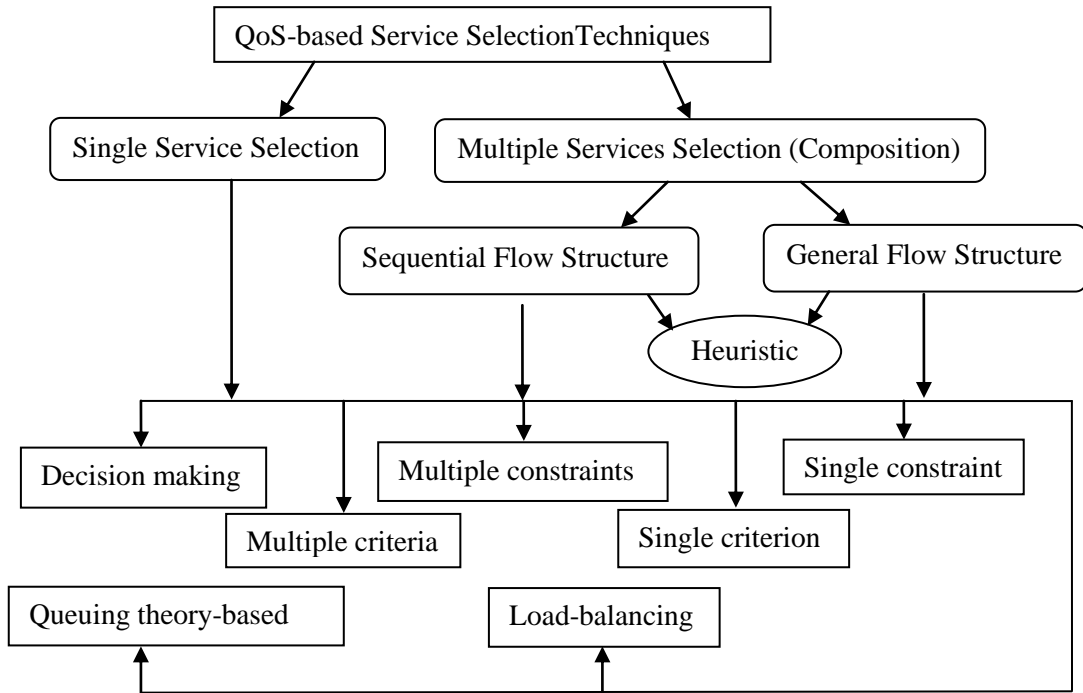 QoS-based Service SelectionTechniques
Single Service Selection
Multiple Services Selection (Composition)
Sequential Flow Structure
General Flow Structure
Heuristic
Decision making
Multiple constraints
Single constraint
Multiple criteria
Single criterion
Queuing theory-based
Load-balancing